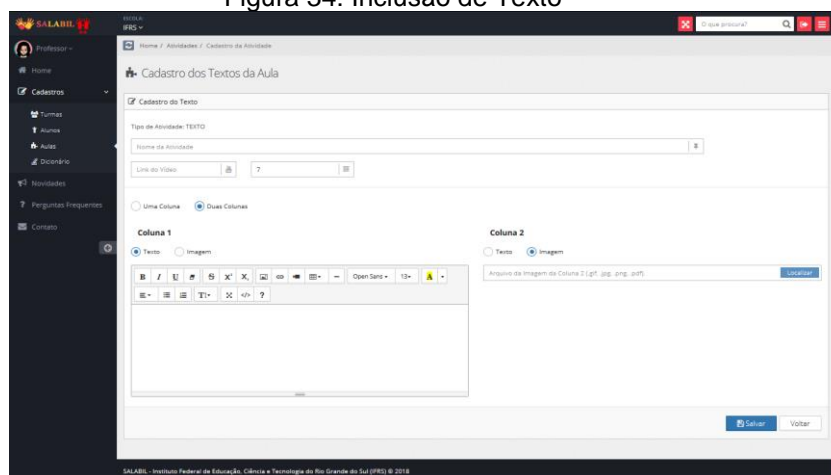 Figura 34: Inclusão de Texto
SALABIL
ESCOLA:
IFRS
O que procura?
Professor
Home / Atividades / Cadastro da Atividade
Home
Cadastro dos Textos da Aula
Cadastros
Cadastro do Texto
Turmas
Alunos
Aulas
Dicionário
Tipo de Atividade: TEXTO
Nome da Atividade
Link do Vídeo
7
Novidades
Perguntas Frequentes
Contato
Uma Coluna Duas Colunas
Coluna 1 Coluna 2
Texto Imagem Texto Imagem
Arquivo da Imagem da Coluna 2 (.gif, .jpg, .png, .pdf) Localizar
B I U S X² X₂ Open Sans 13 A
T </> ?
Salvar Voltar
SALABIL - Instituto Federal de Educação, Ciência e Tecnologia do Rio Grande do Sul (IFRS) © 2018